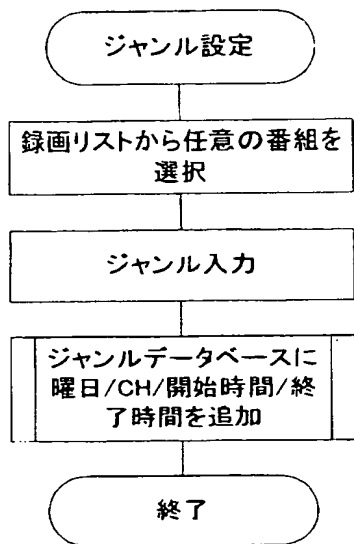 ジャンル設定
録画リストから任意の番組を
選択
ジャンル入力
ジャンルデータベースに
曜日/CH/開始時間/終
了時間を追加
終了